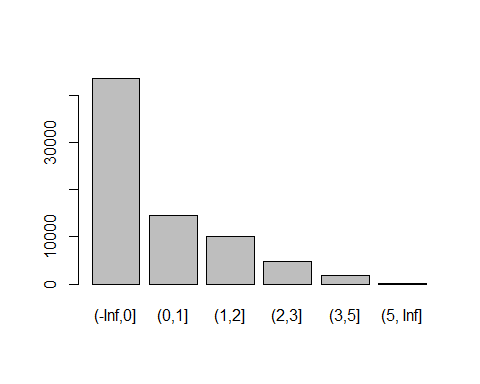 30000
10000
0
(-Inf,0] (0,1] (1,2] (2,3] (3,5] (5, Inf]